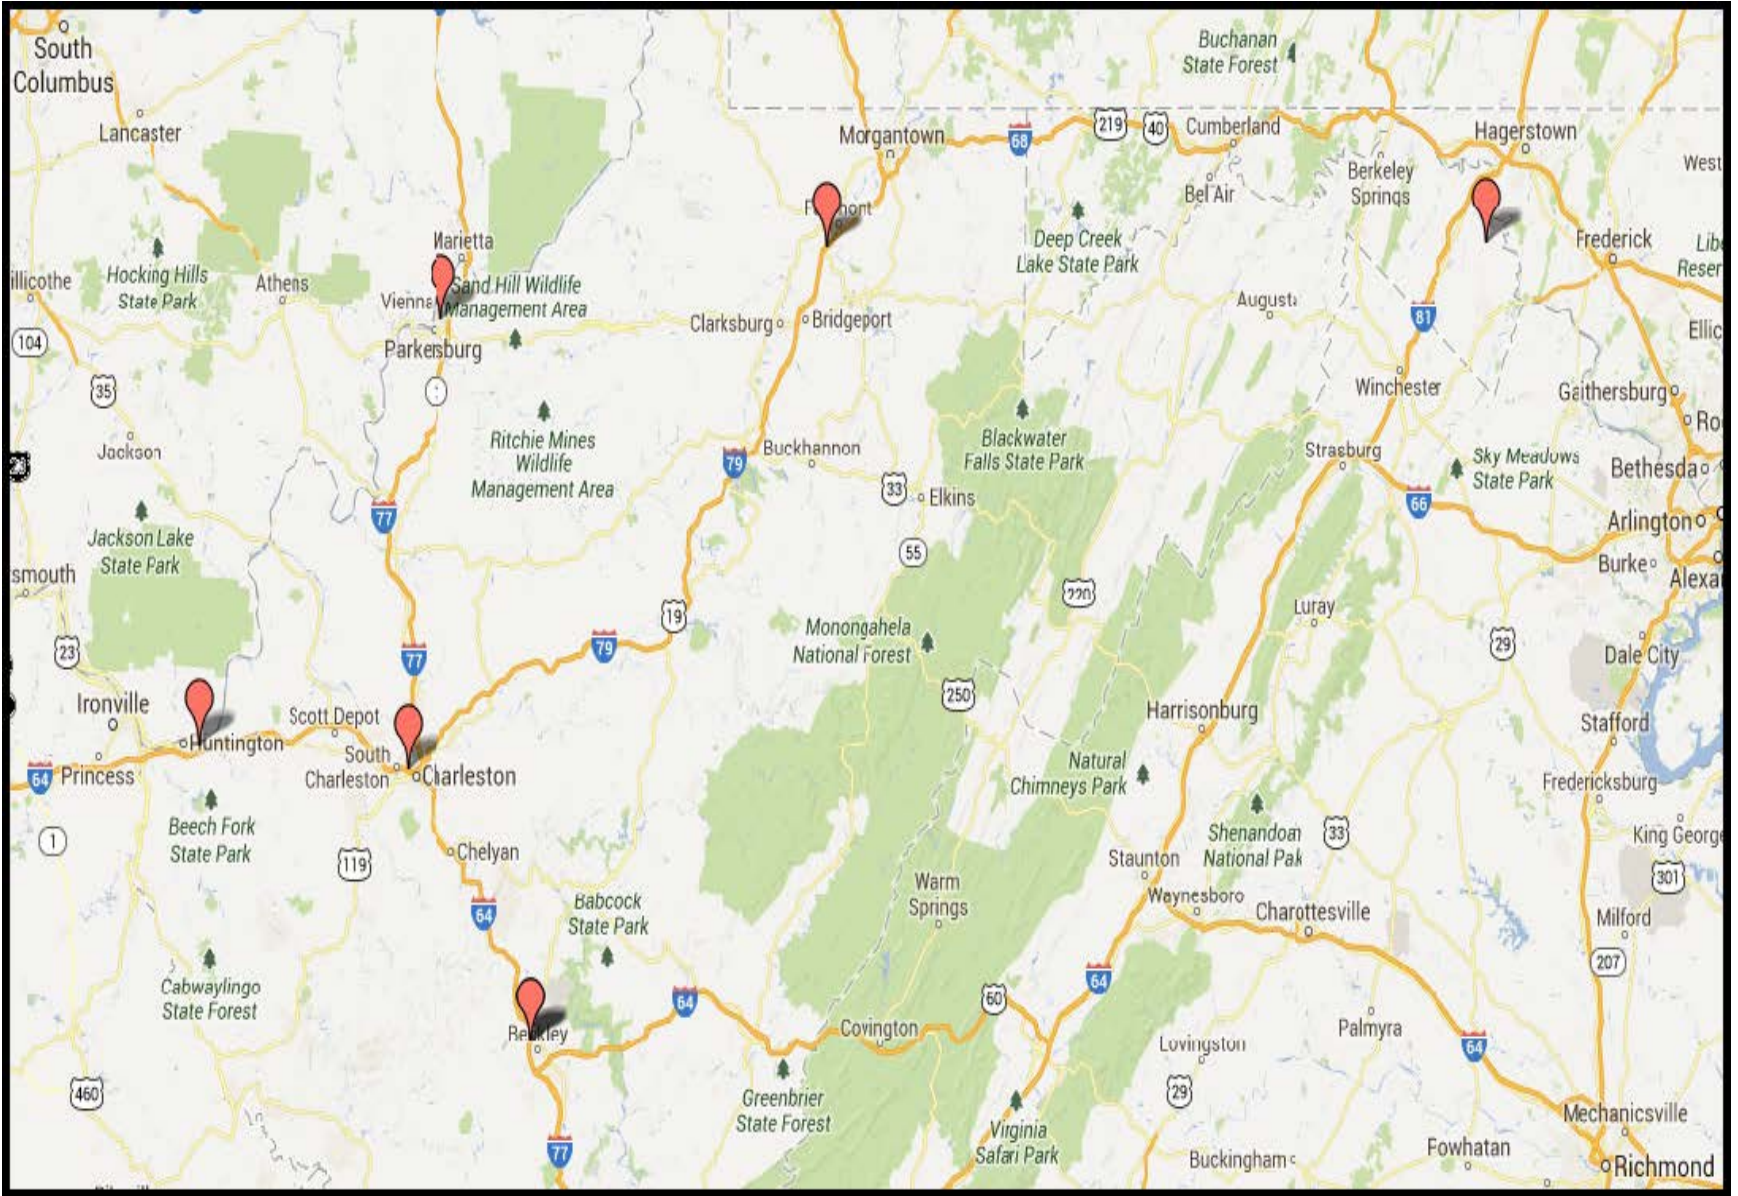 South
Columbus
Lancaster
Buchanan
State Forest
Morgantown
68
219
40
Cumberland
Hagerstown
West
Berkeley
Springs
Bel Air
Marietta
Hocking Hills
State Park
Athens
illicothe
Vienna
Sand Hill Wildlife
Management Area
Parkersburg
Deep Creek
Lake State Park
Frederick
Libe
Reser
Augusta
Clarksburg
Bridgeport
81
104
Ellic
35
Winchester
Gaithersburg
Ro
Jackson
Ritchie Mines
Wildlife
Management Area
Buckhannon
79
Blackwater
Falls State Park
Strasburg
Sky Meadows
State Park
Bethesda
33
Elkins
77
66
Arlington
Jackson Lake
State Park
55
Burke
Alexa
smouth
220
Luray
19
Monongahela
National Forest
79
77
23
29
Dale City
250
Ironville
Scott Depot
Harrisonburg
Stafford
Huntington
South
Charleston
Charleston
64
Princess
Natural
Chimneys Park
Fredericksburg
Beech Fork
State Park
1
119
Chelyan
Shenandoan
National Pak
33
King George
Staunton
301
Warm
Springs
Waynesboro
Charottesville
Milford
64
Babcock
State Park
207
Cabwaylingo
State Forest
64
60
64
Covington
Palmyra
Lovingston
64
460
Greenbrier
State Forest
29
Mechanicsville
Virginia
Safari Park
77
Buckingham
Fowhatan
Richmond